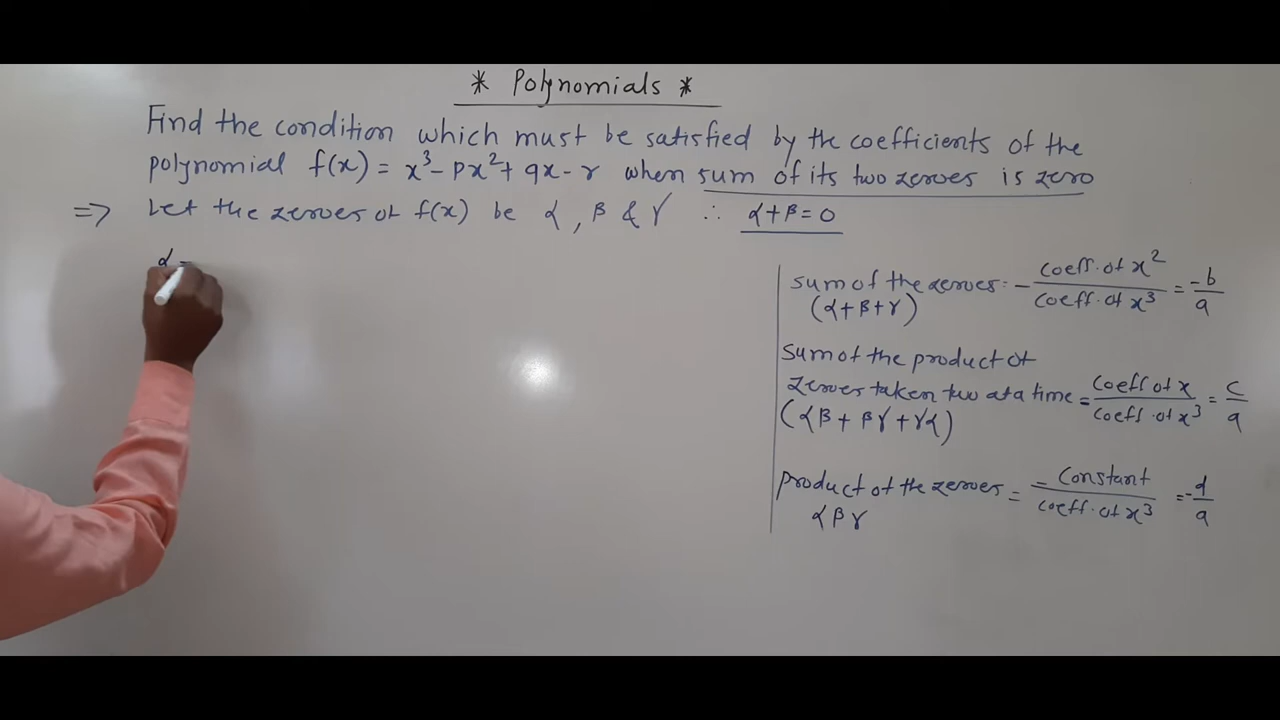 * Polynomials *
Find the condition which must be satisfied by the coefficients of the
polynomial f(x) = x³ - px² + qx - r when sum of its two zeroes is zero
=> Let the zeroes of f(x) be α, β & γ ∴ α+β=0
α =
sum of the zeroes: - coeff. of x² / coeff. of x³ = -b/a
(α+β+γ)
sum of the product of
zeroes taken two at a time = coeff of x / coeff. of x³ = c/a
(αβ + βγ + γα)
product of the zeroes = - constant / coeff. of x³ = -d/a
αβγ